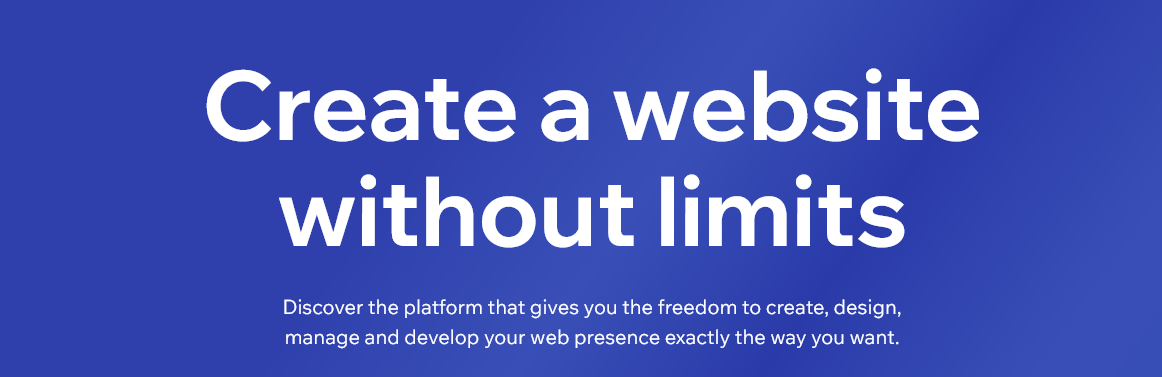 Create a website
without limits
Discover the platform that gives you the freedom to create, design,
manage and develop your web presence exactly the way you want.